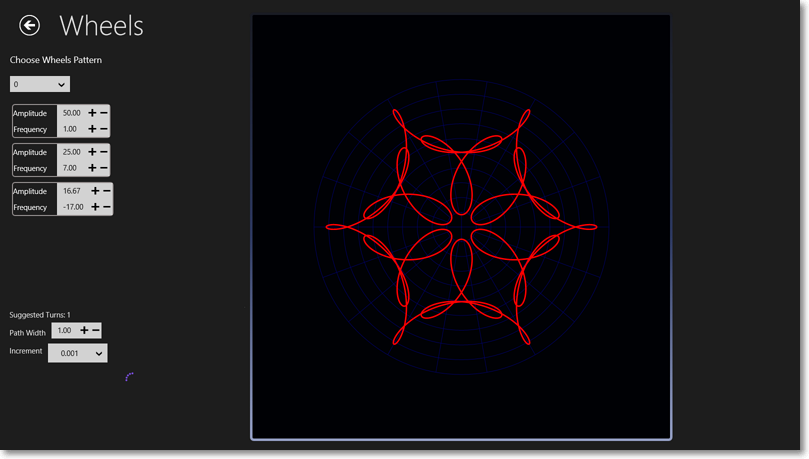 Wheels
Choose Wheels Pattern
0
Amplitude 50.00
Frequency 1.00
Amplitude 25.00
Frequency 7.00
Amplitude 16.67
Frequency -17.00
Suggested Turns: 1
Path Width 1.00
Increment 0.001